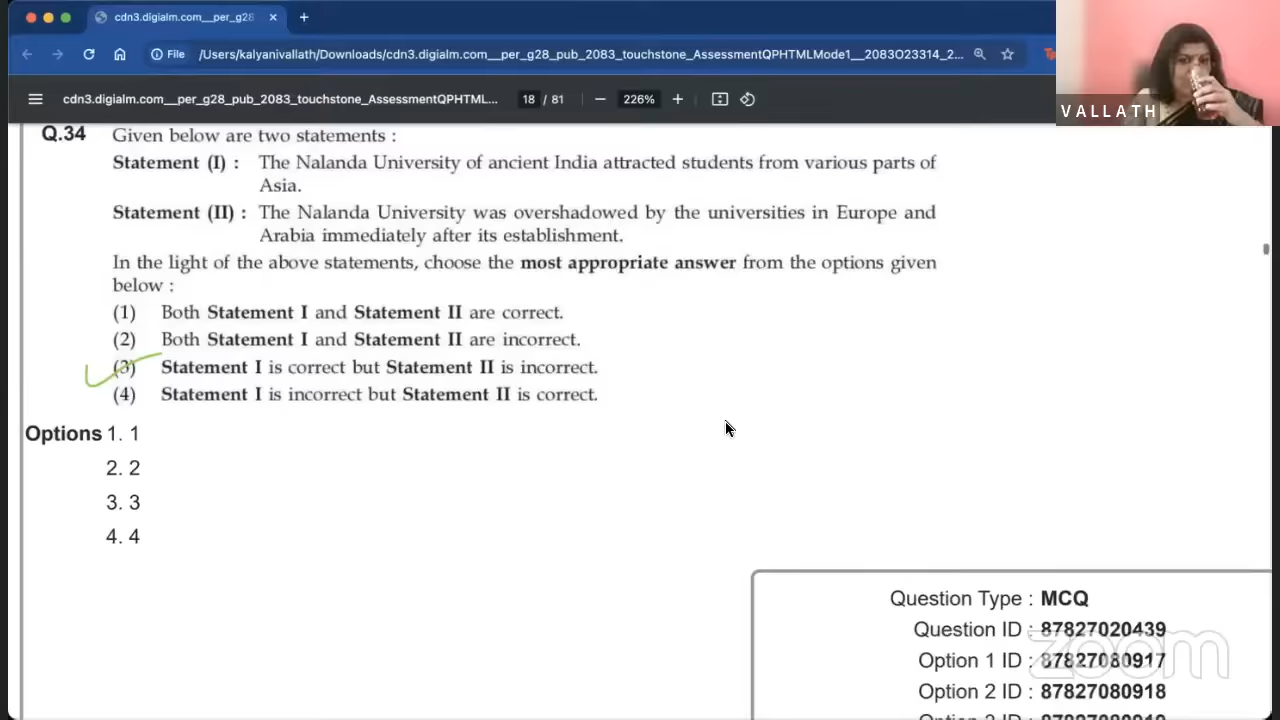 cdn3.digialm.com__per_g28
File /Users/kalyanivallath/Downloads/cdn3.digialm.com__per_g28_pub_2083_touchstone_AssessmentQPHTMLMode1__2083O23314_2...
cdn3.digialm.com__per_g28_pub_2083_touchstone_AssessmentQPHTML... 18 / 81 226%
VALLATH
Q.34 Given below are two statements :
Statement (I) : The Nalanda University of ancient India attracted students from various parts of
Asia.
Statement (II) : The Nalanda University was overshadowed by the universities in Europe and
Arabia immediately after its establishment.
In the light of the above statements, choose the most appropriate answer from the options given
below :
(1) Both Statement I and Statement II are correct.
(2) Both Statement I and Statement II are incorrect.
(3) Statement I is correct but Statement II is incorrect.
(4) Statement I is incorrect but Statement II is correct.
Options 1. 1
2. 2
3. 3
4. 4
Question Type : MCQ
Question ID : 87827020439
Option 1 ID : 87827080917
Option 2 ID : 87827080918
zoom